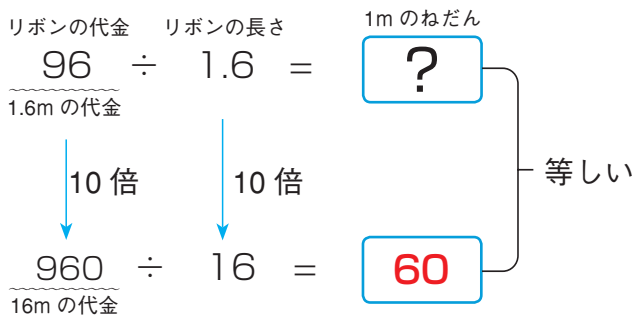 リボンの代金 リボンの長さ 1m のねだん
96 ÷ 1.6 = ?
1.6m の代金
10 倍 10 倍 等しい
960 ÷ 16 = 60
16m の代金